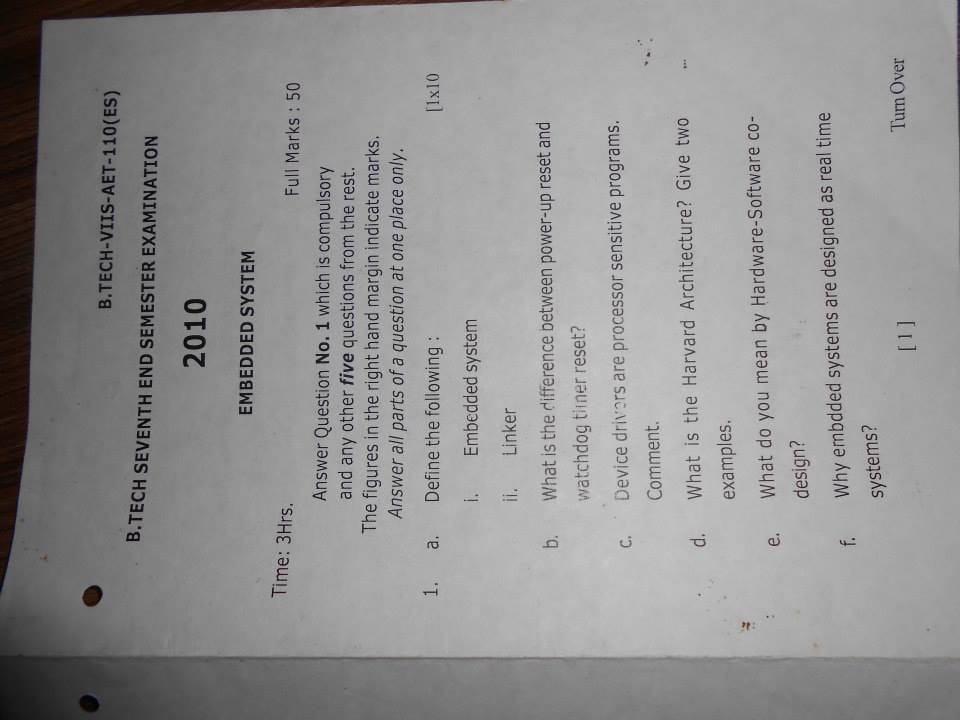 B.TECH-VIIS-AET-110(ES)
B.TECH SEVENTH END SEMESTER EXAMINATION
2010
EMBEDDED SYSTEM
Time: 3Hrs. Full Marks : 50
Answer Question No. 1 which is compulsory
and any other five questions from the rest.
The figures in the right hand margin indicate marks.
Answer all parts of a question at one place only.
1. a. Define the following : [1x10
i. Embedded system
ii. Linker
b. What is the difference between power-up reset and
watchdog timer reset?
c. Device drivers are processor sensitive programs.
Comment.
d. What is the Harvard Architecture? Give two
examples.
e. What do you mean by Hardware-Software co-
design?
f. Why embdded systems are designed as real time
systems?
[ 1 ] Turn Over